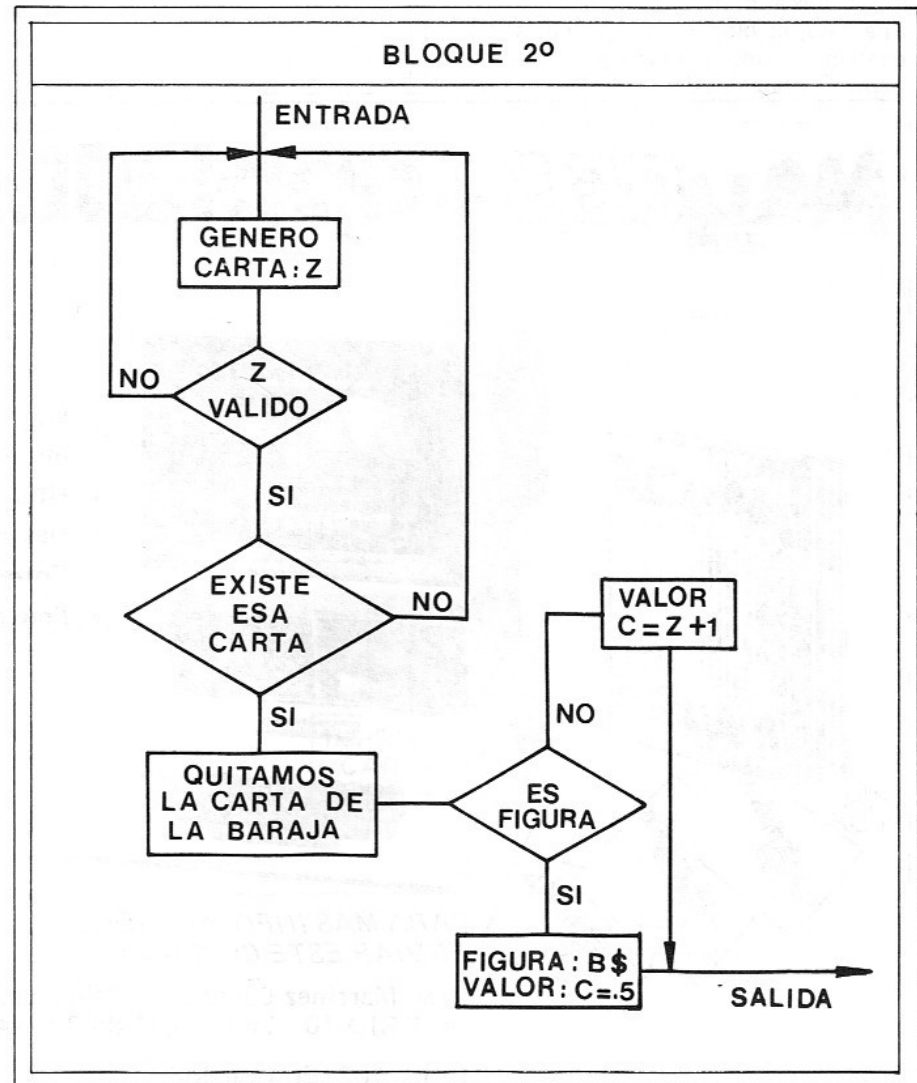 BLOQUE 2º
ENTRADA
GENERO
CARTA: Z
NO
Z
VALIDO
SI
EXISTE
ESA
CARTA
NO
SI
QUITAMOS
LA CARTA DE
LA BARAJA
VALOR
C = Z +1
NO
ES
FIGURA
SI
FIGURA: B$
VALOR: C=.5
SALIDA